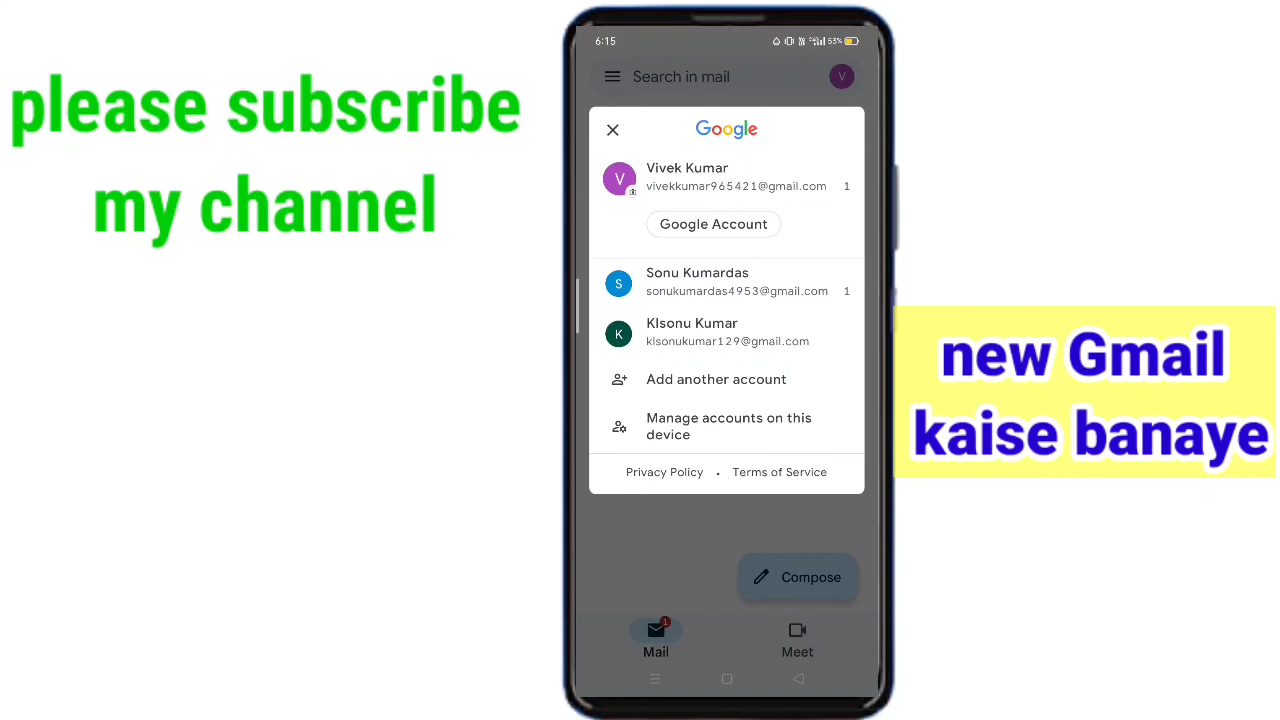 please subscribe
my channel
6:15
53%
Search in mail
V
Google
V
Vivek Kumar
vivekkumar965421@gmail.com 1
Google Account
S
Sonu Kumardas
sonukumardas4953@gmail.com 1
K
Klsonu Kumar
klsonukumar129@gmail.com
Add another account
Manage accounts on this
device
Privacy Policy • Terms of Service
new Gmail
kaise banaye
Compose
1
Mail
Meet